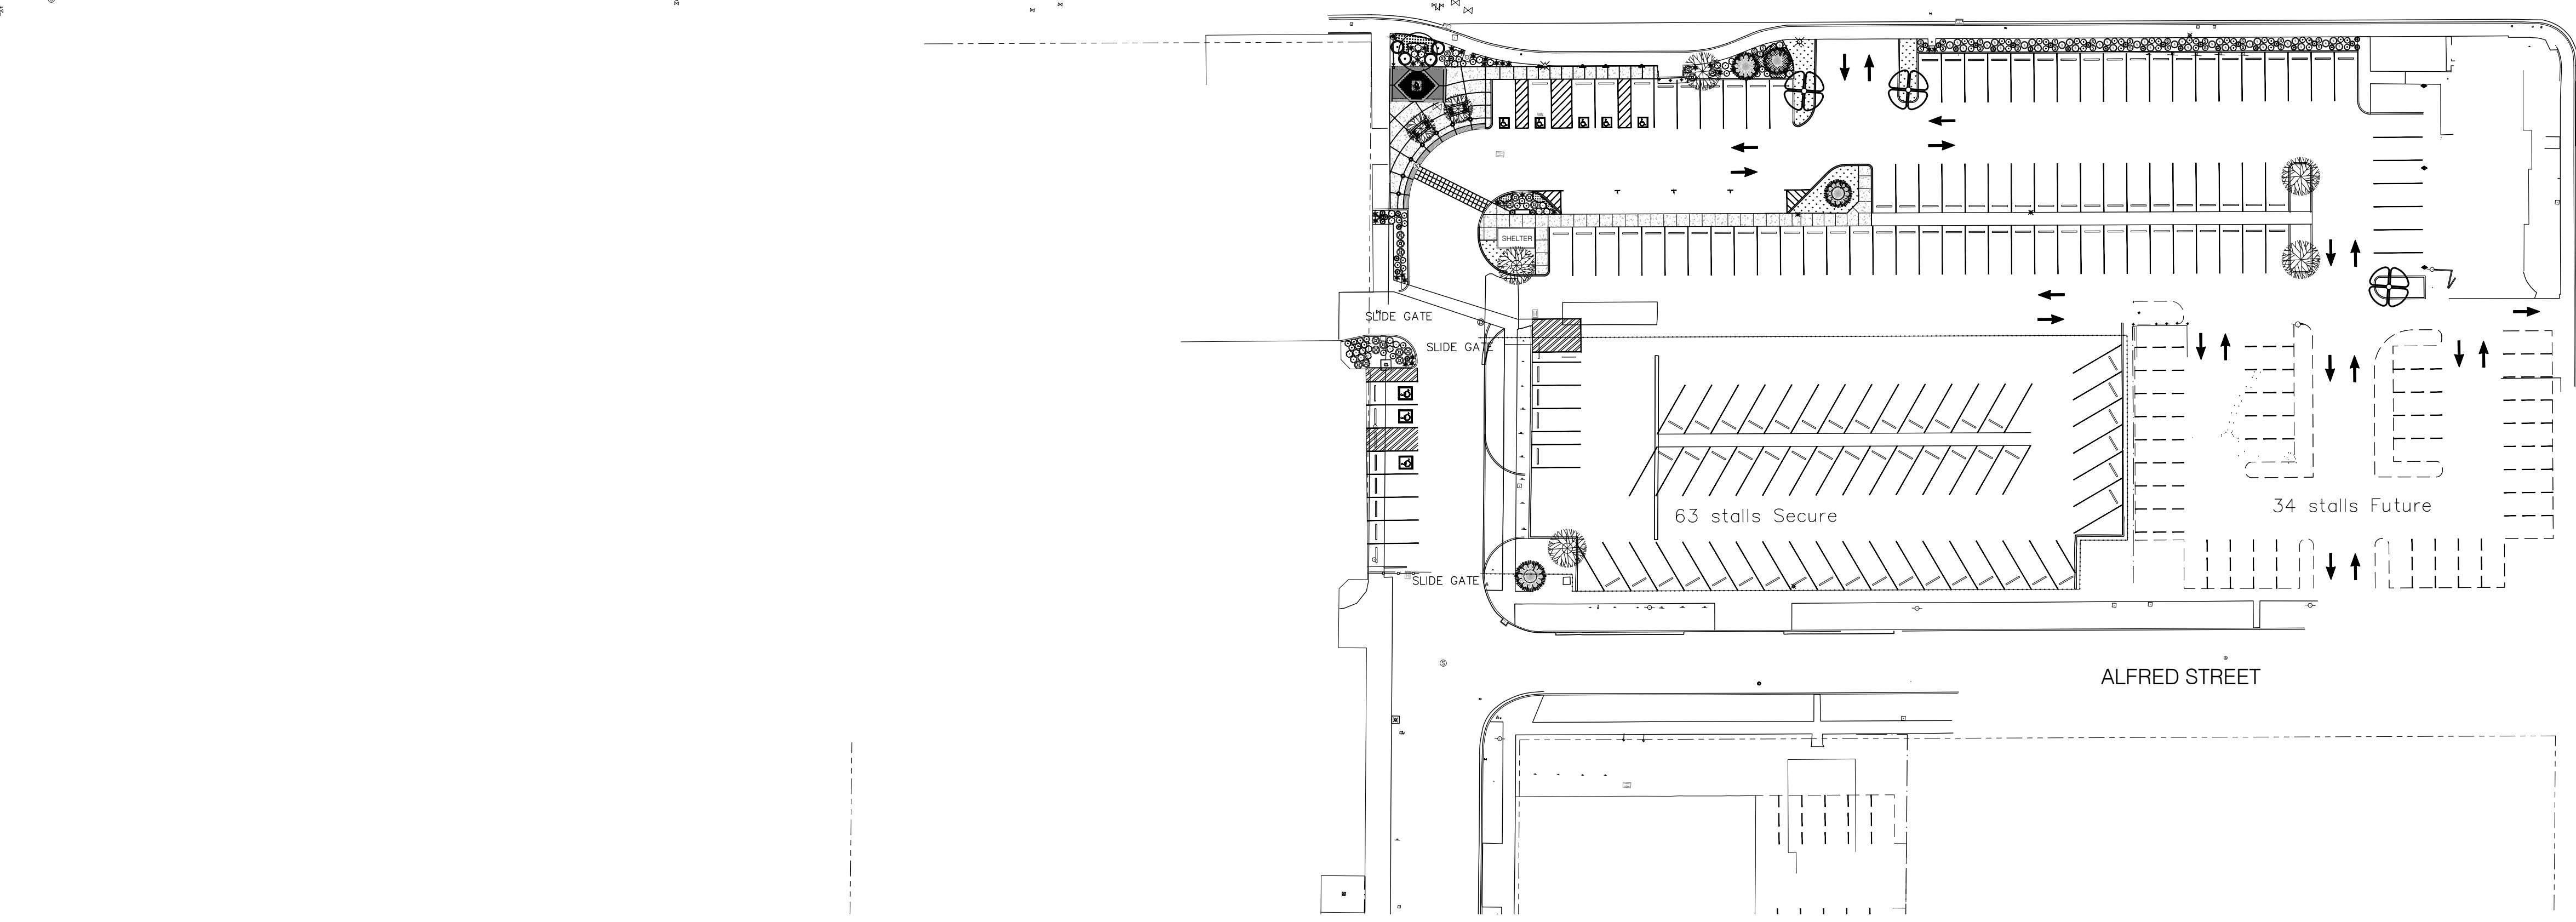 SHELTER
SLIDE GATE
SLIDE GATE
63 stalls Secure
34 stalls Future
SLIDE GATE
ALFRED STREET